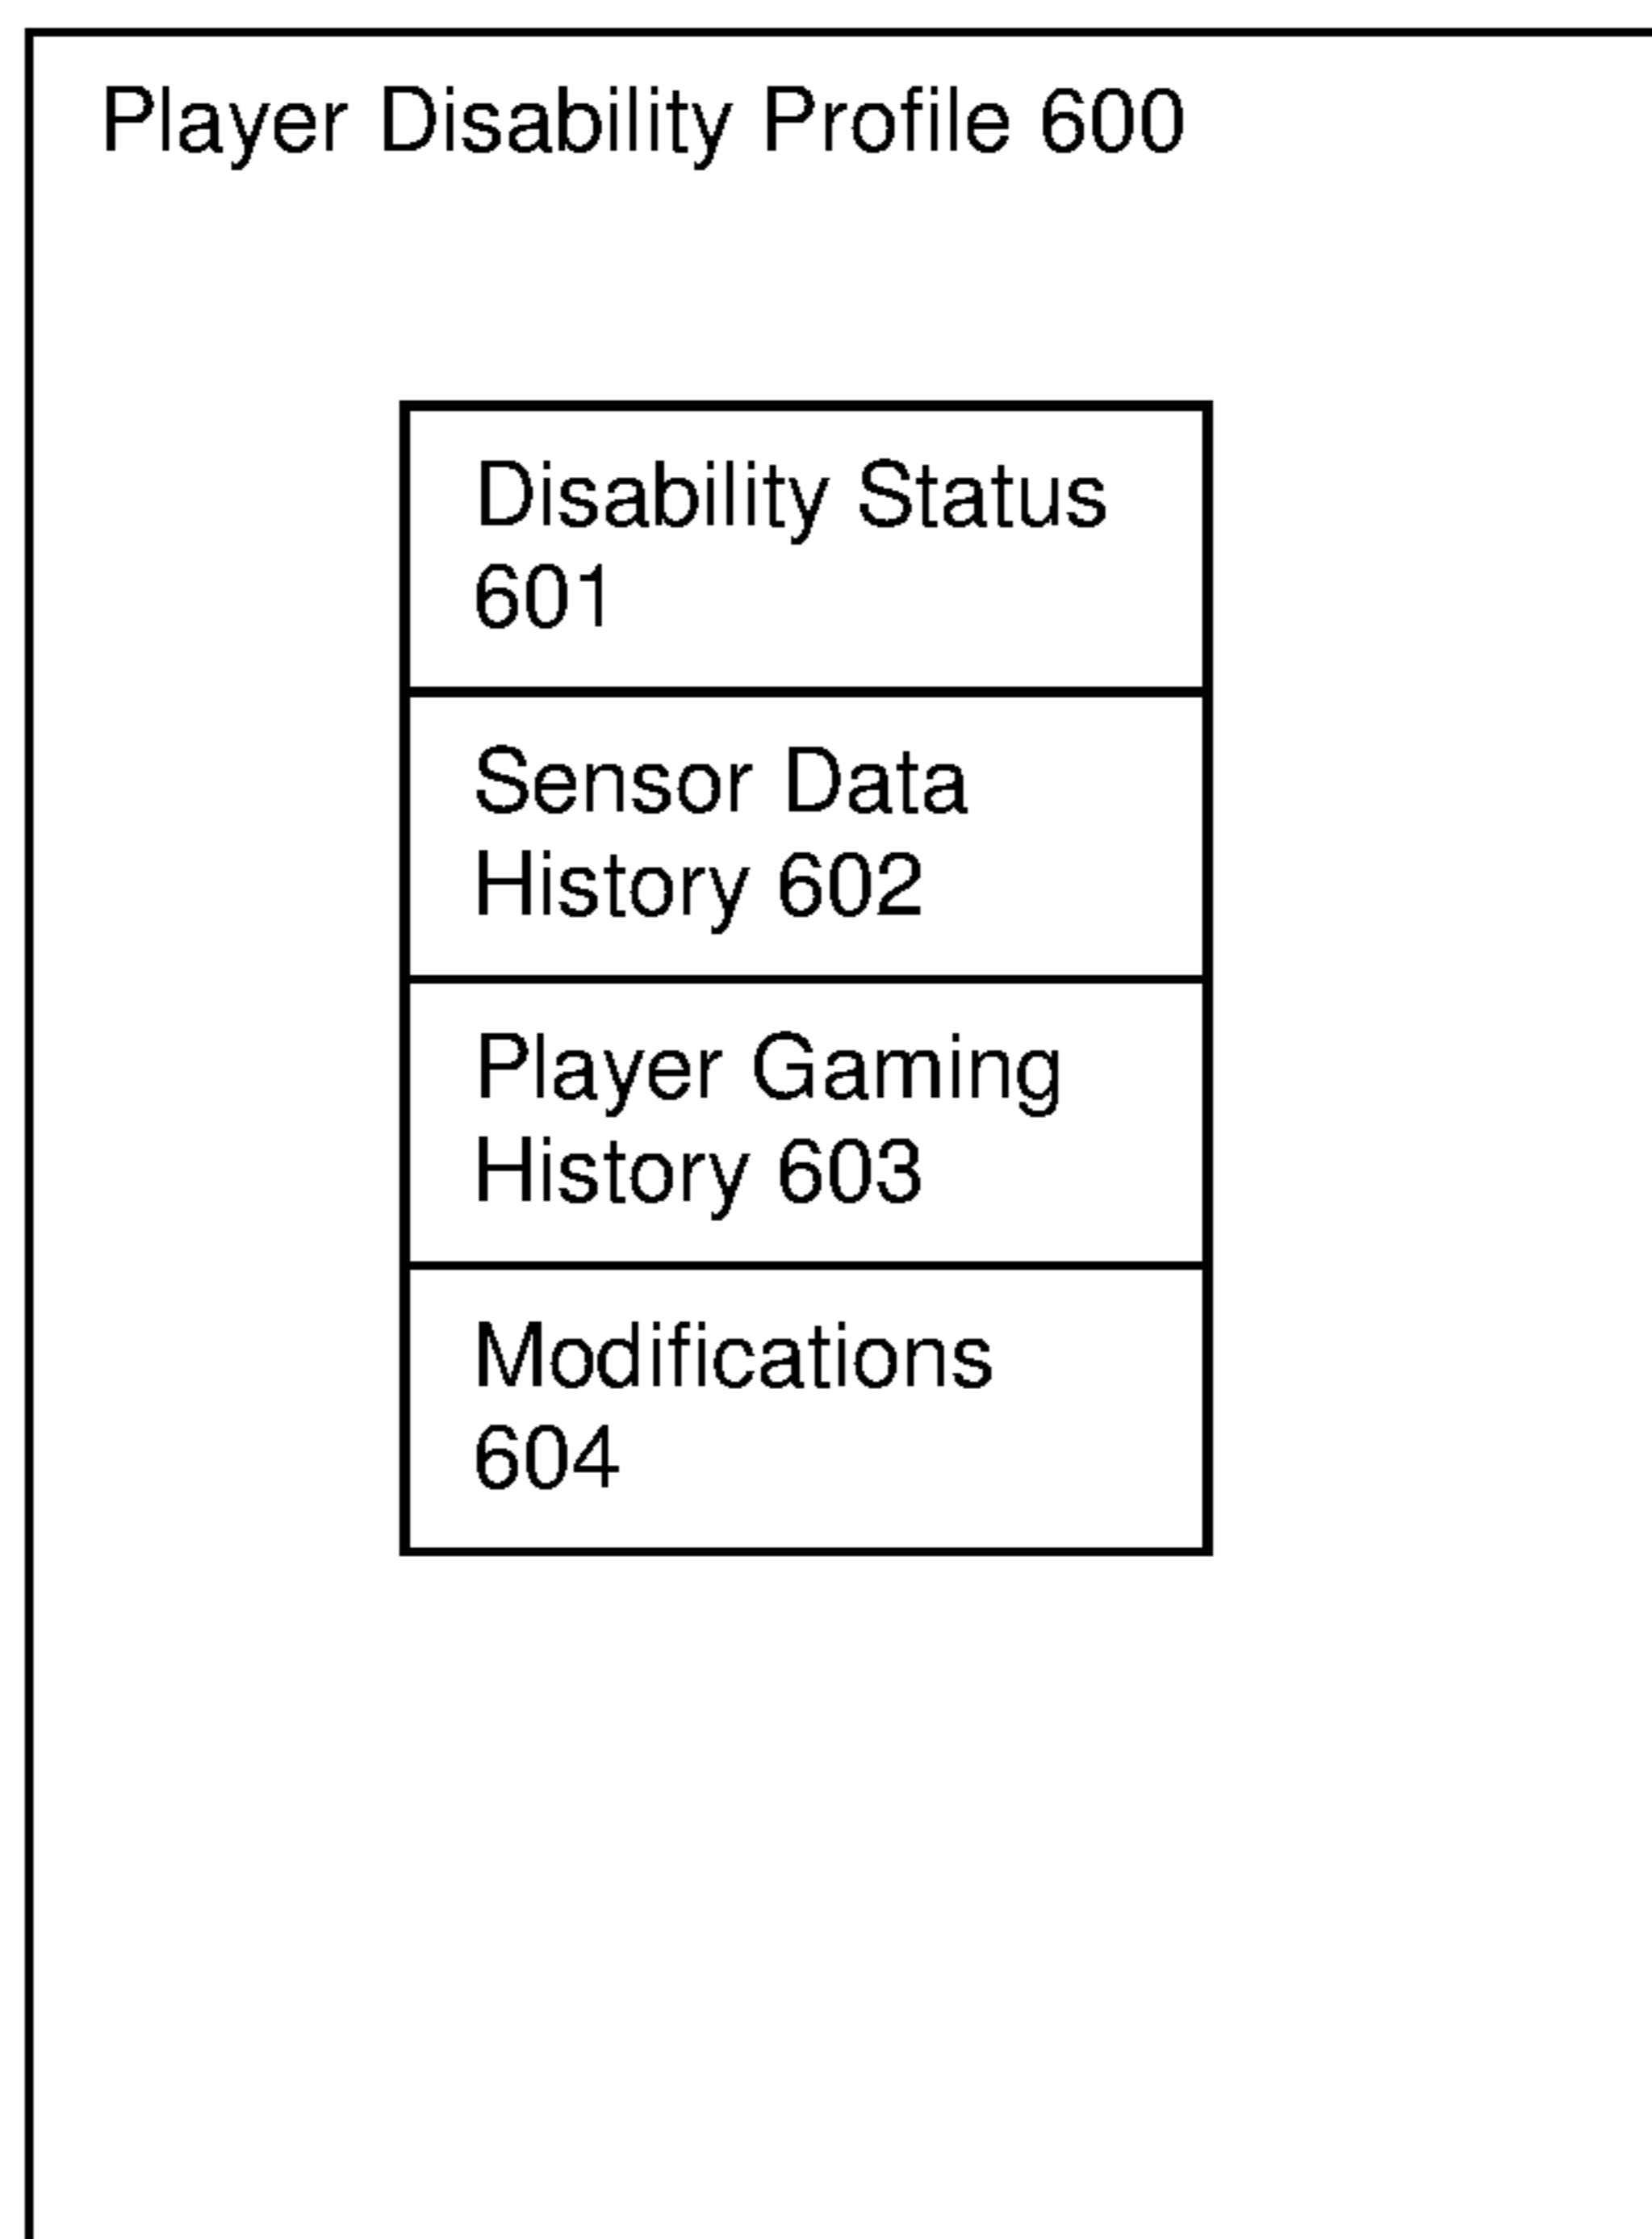 Player Disability Profile 600
Disability Status
601
Sensor Data
History 602
Player Gaming
History 603
Modifications
604